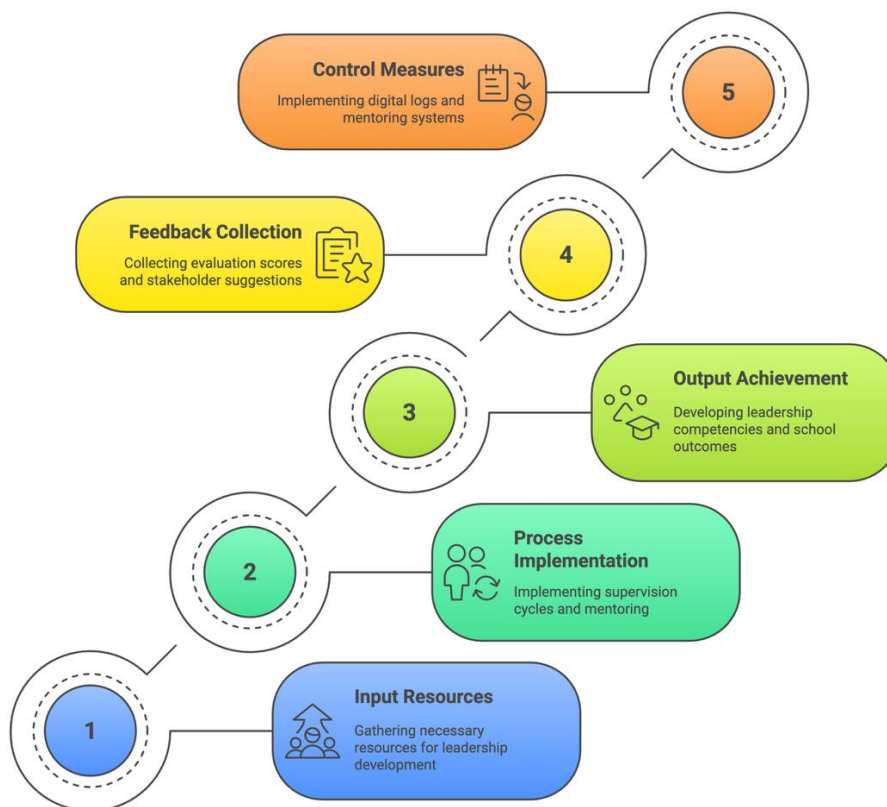 Control Measures
Implementing digital logs and
mentoring systems
5
Feedback Collection
Collecting evaluation scores
and stakeholder suggestions
4
Output Achievement
Developing leadership
competencies and school
outcomes
3
Process
Implementation
Implementing supervision
cycles and mentoring
2
Input Resources
Gathering necessary
resources for leadership
development
1